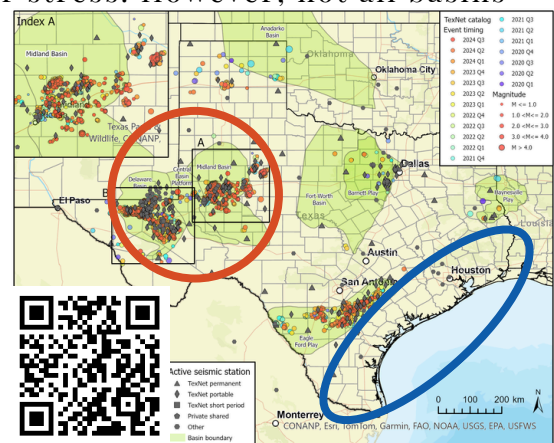 Index A
Midland Basin
Texas Pa
Wildlife, CONANP,
Anadarko
Basin
Oklahoma
Oklahoma City
TexNet catalog
Event timing
2024 Q3
2024 Q2
2024 Q1
2023 Q4
2023 Q3
2023 Q2
2023 Q1
2022 Q4
2022 Q3
2022 Q2
2022 Q1
2021 Q4
2021 Q3
2021 Q2
2021 Q1
2020 Q4
2020 Q3
2020 Q2
2020 Q1
Magnitude
M <= 1.0
1.0 <M<= 2.0
2.0 <M<= 3.0
3.0 <M<= 4.0
M > 4.0
A
Midland Basin
Central
Basin
Platform
Delaware
B
El Paso
Dallas
Fort Worth
Basin
Barnett Play
Texas
Haynesville
Play
Louisia
Austin
San Antonio
Houston
Eagle
Ford Play
Monterrey
Active seismic station
TexNet permanent
TexNet portable
TexNet short period
Private shared
Other
Basin boundary
N
0
100
200 km
CONANP, Esri, TomTom, Garmin, FAO, NOAA, USGS, EPA, USFWS